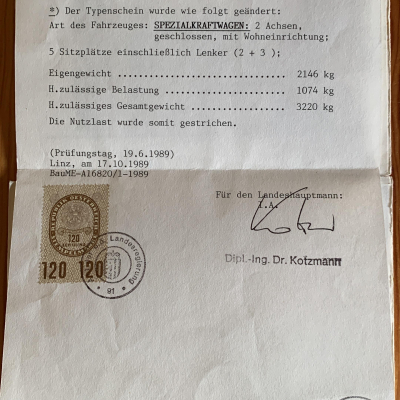 *) Der Typenschein wurde wie folgt geändert:
Art des Fahrzeuges: SPEZIALKRAFTWAGEN: 2 Achsen,
geschlossen, mit Wohneinrichtung;
5 Sitzplätze einschließlich Lenker (2 + 3 );
Eigengewicht ........................... 2146 kg
H.zulässige Belastung .................. 1074 kg
H.zulässiges Gesamtgewicht ............. 3220 kg
Die Nutzlast wurde somit gestrichen.
(Prüfungstag, 19.6.1989)
Linz, am 17.10.1989
BauME-A16820/1-1989
Für den Landeshauptmann:
I.A.
Dipl.-Ing. Dr. Kotzmann
REPUBLIK ÖSTERREICH
120
120 120
Landesregierung
* 81 *